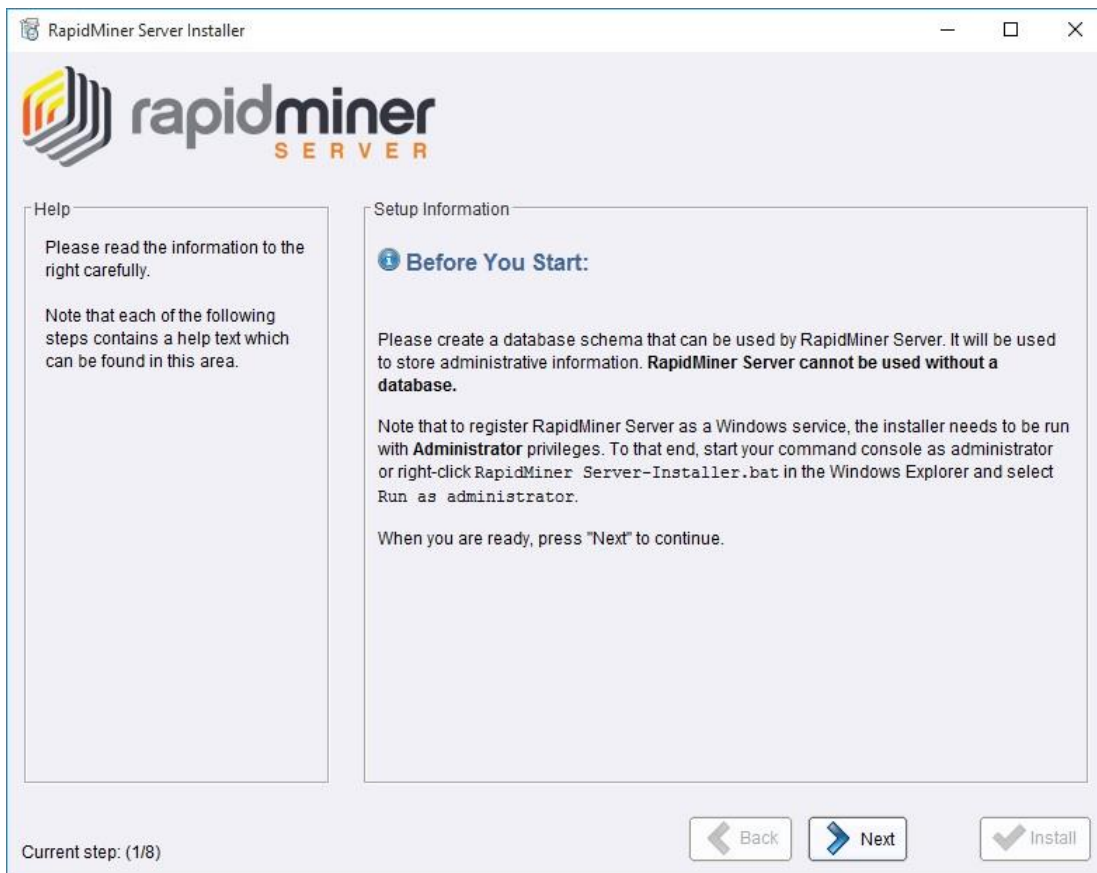 RapidMiner Server Installer
rapidminer
SERVER
Help
Please read the information to the
right carefully.
Note that each of the following
steps contains a help text which
can be found in this area.
Setup Information
Before You Start:
Please create a database schema that can be used by RapidMiner Server. It will be used
to store administrative information. RapidMiner Server cannot be used without a
database.
Note that to register RapidMiner Server as a Windows service, the installer needs to be run
with Administrator privileges. To that end, start your command console as administrator
or right-click RapidMiner Server-Installer.bat in the Windows Explorer and select
Run as administrator.
When you are ready, press "Next" to continue.
Current step: (1/8)
Back
Next
Install